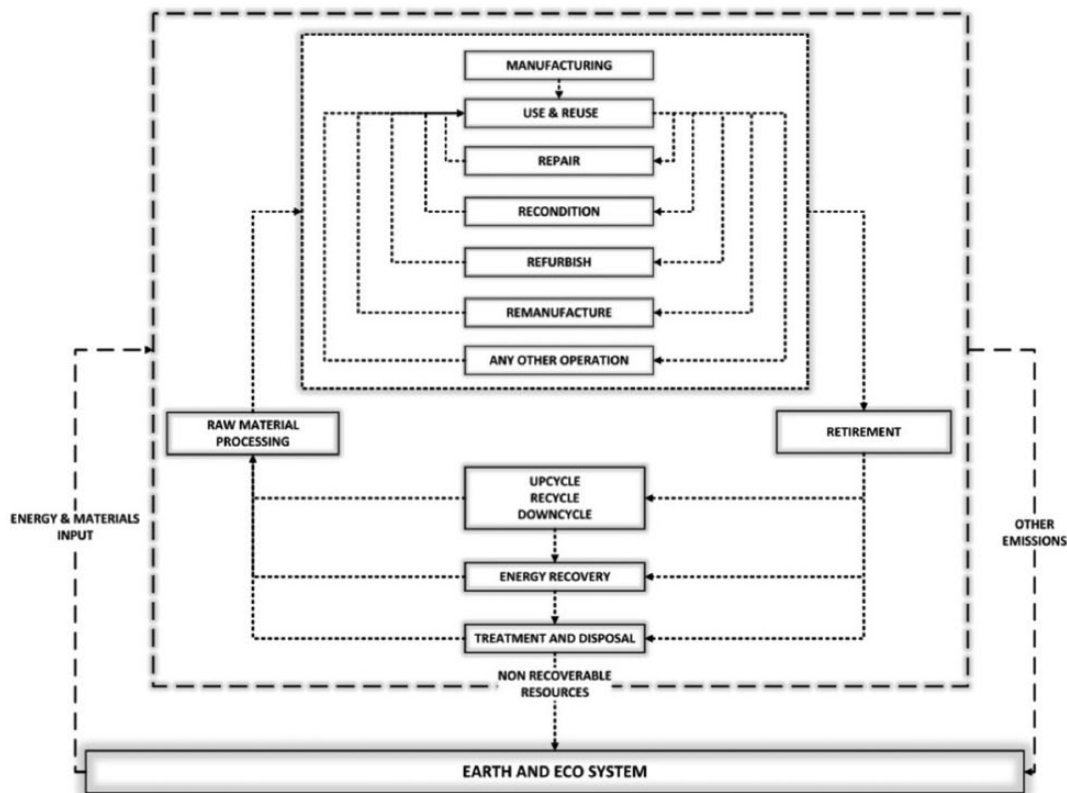 MANUFACTURING
USE & REUSE
REPAIR
RECONDITION
REFURBISH
REMANUFACTURE
ANY OTHER OPERATION
RAW MATERIAL
PROCESSING
RETIREMENT
UPCYCLE
RECYCLE
DOWNCYCLE
ENERGY & MATERIALS
INPUT
OTHER
EMISSIONS
ENERGY RECOVERY
TREATMENT AND DISPOSAL
NON RECOVERABLE
RESOURCES
EARTH AND ECO SYSTEM